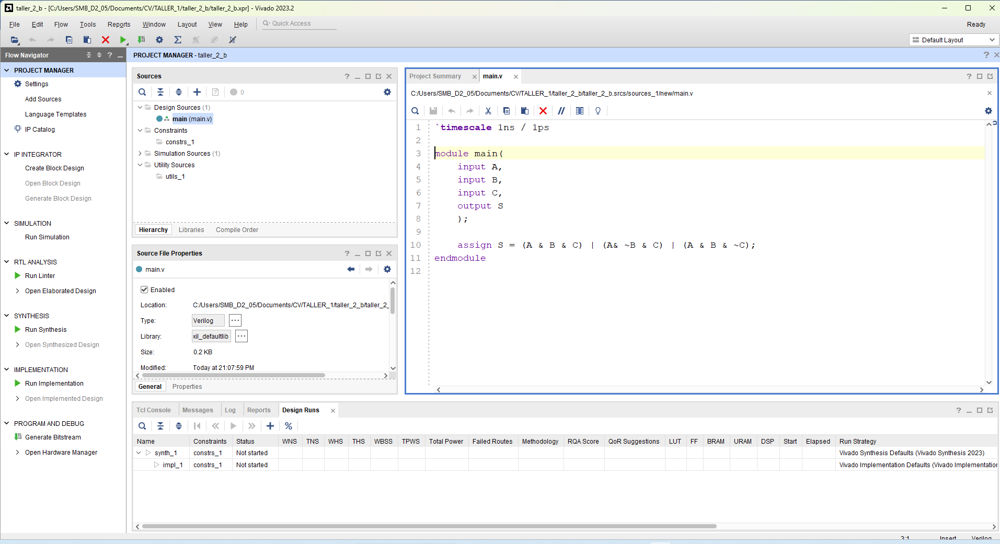 taller_2_b - [C:/Users/SMB_D2_05/Documents/CV/TALLER_1/taller_2_b/taller_2_b.xpr] - Vivado 2023.2
File Edit Flow Tools Reports Window Layout View Help Quick Access Ready
Default Layout
Flow Navigator
PROJECT MANAGER
Settings
Add Sources
Language Templates
IP Catalog
IP INTEGRATOR
Create Block Design
Open Block Design
Generate Block Design
SIMULATION
Run Simulation
RTL ANALYSIS
Run Linter
Open Elaborated Design
SYNTHESIS
Run Synthesis
Open Synthesized Design
IMPLEMENTATION
Run Implementation
Open Implemented Design
PROGRAM AND DEBUG
Generate Bitstream
Open Hardware Manager
PROJECT MANAGER - taller_2_b
Sources
0
Design Sources (1)
main (main.v)
Constraints
constrs_1
Simulation Sources (1)
Utility Sources
utils_1
Hierarchy Libraries Compile Order
Source File Properties
main.v
Enabled
Location: C:/Users/SMB_D2_05/Documents/CV/TALLER_1/taller_2_b/taller_2_
Type: Verilog
Library: xil_defaultlib
Size: 0.2 KB
Modified: Today at 21:07:59 PM
General Properties
Project Summary main.v
C:/Users/SMB_D2_05/Documents/CV/TALLER_1/taller_2_b/taller_2_b.srcs/sources_1/new/main.v
1 `timescale 1ns / 1ps
2
3 module main(
4 input A,
5 input B,
6 input C,
7 output S
8 );
9
10 assign S = (A & B & C) | (A& ~B & C) | (A & B & ~C);
11 endmodule
12
Tcl Console Messages Log Reports Design Runs
Name Constraints Status WNS TNS WHS THS WBSS TPWS Total Power Failed Routes Methodology RQA Score QoR Suggestions LUT FF BRAM URAM DSP Start Elapsed Run Strategy
synth_1 constrs_1 Not started Vivado Synthesis Defaults (Vivado Synthesis 2023)
impl_1 constrs_1 Not started Vivado Implementation Defaults (Vivado Implementation
3:1 Insert Verilog